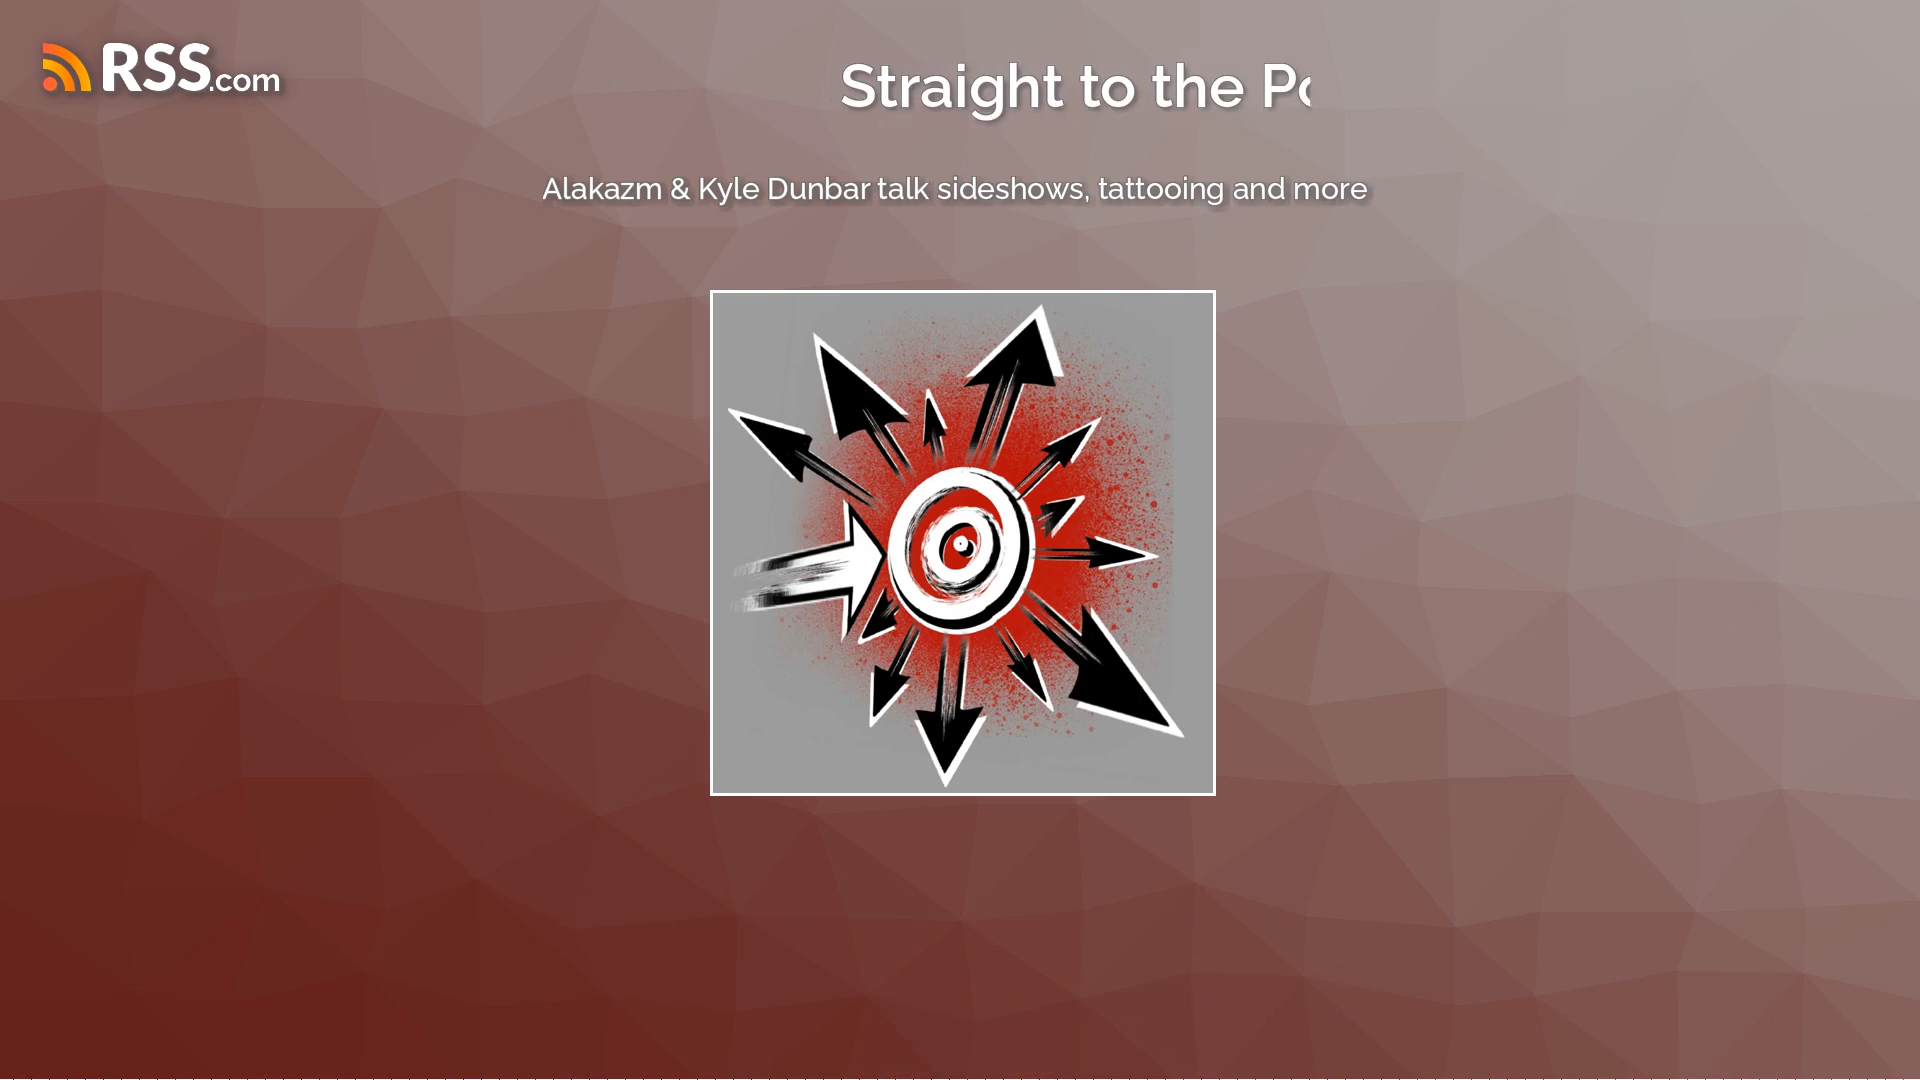 RSS.com
Straight to the P
Alakazm & Kyle Dunbar talk sideshows, tattooing and more